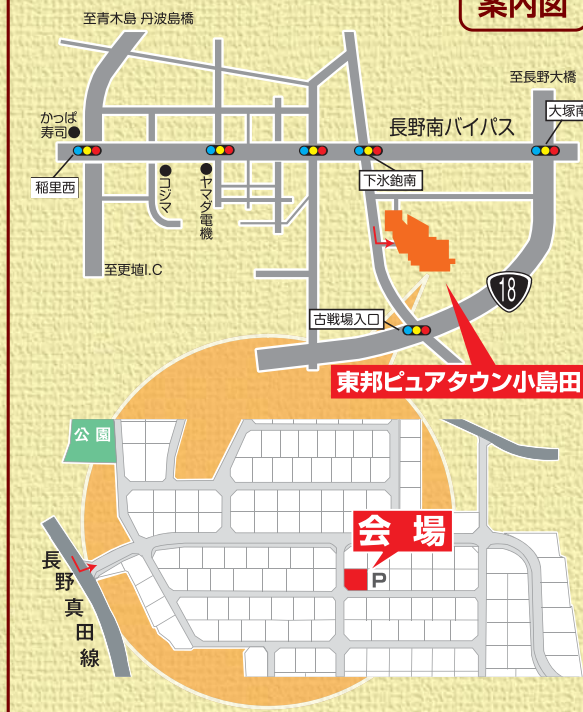 案内図
至青木島 丹波島橋
至長野大橋
かっぱ
寿司
大塚南
長野南バイパス
稲里西
コジマ
ヤマダ電機
下氷鉋南
至更埴I.C
18
古戦場入口
東邦ピュアタウン小島田
公園
会場
P
長野真田線